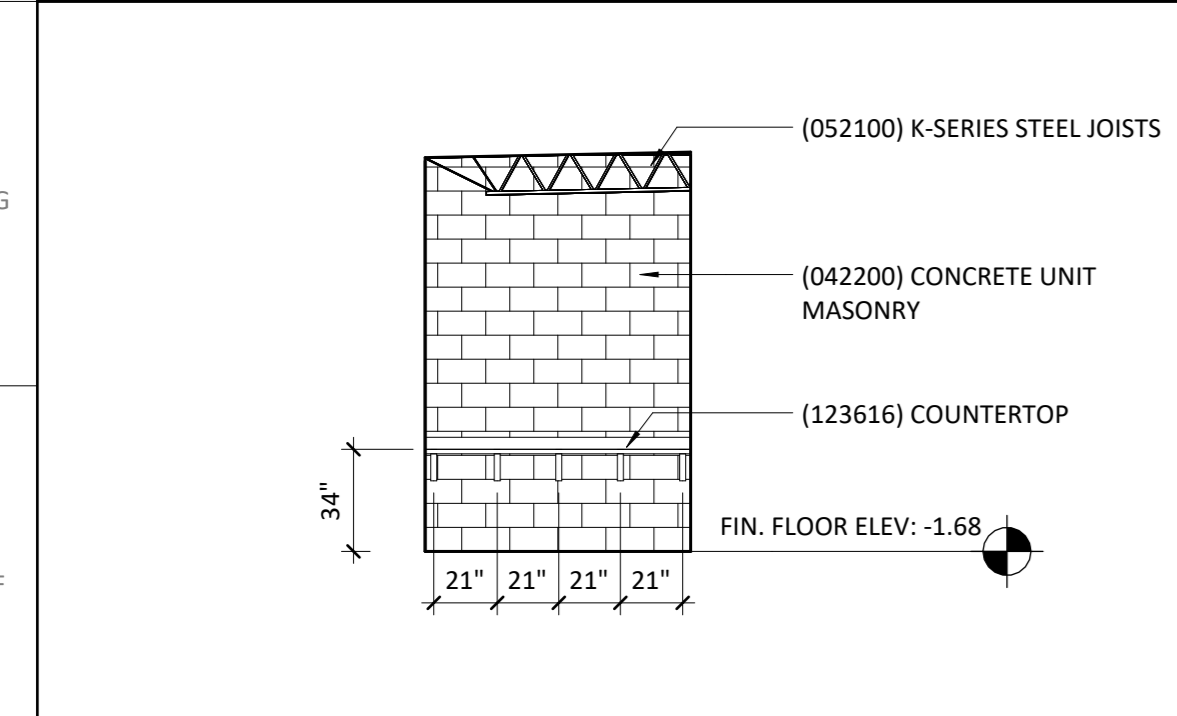 G
(052100) K-SERIES STEEL JOISTS
(042200) CONCRETE UNIT
MASONRY
(123616) COUNTERTOP
34"
FIN. FLOOR ELEV: -1.68
21" 21" 21" 21"